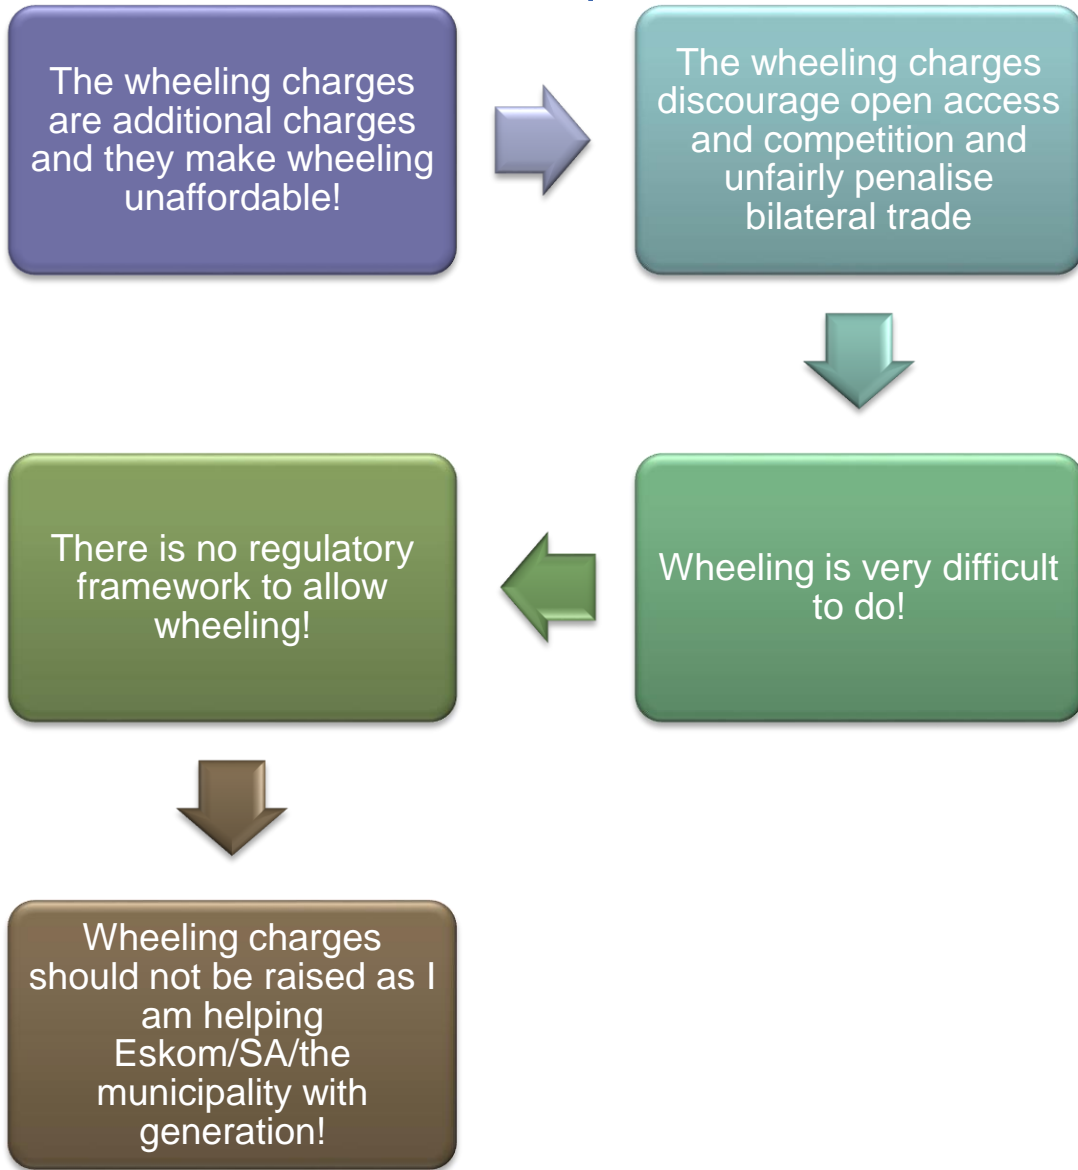 The wheeling charges
are additional charges
and they make wheeling
unaffordable!
The wheeling charges
discourage open access
and competition and
unfairly penalise
bilateral trade
Wheeling is very difficult
to do!
There is no regulatory
framework to allow
wheeling!
Wheeling charges
should not be raised as I
am helping
Eskom/SA/the
municipality with
generation!